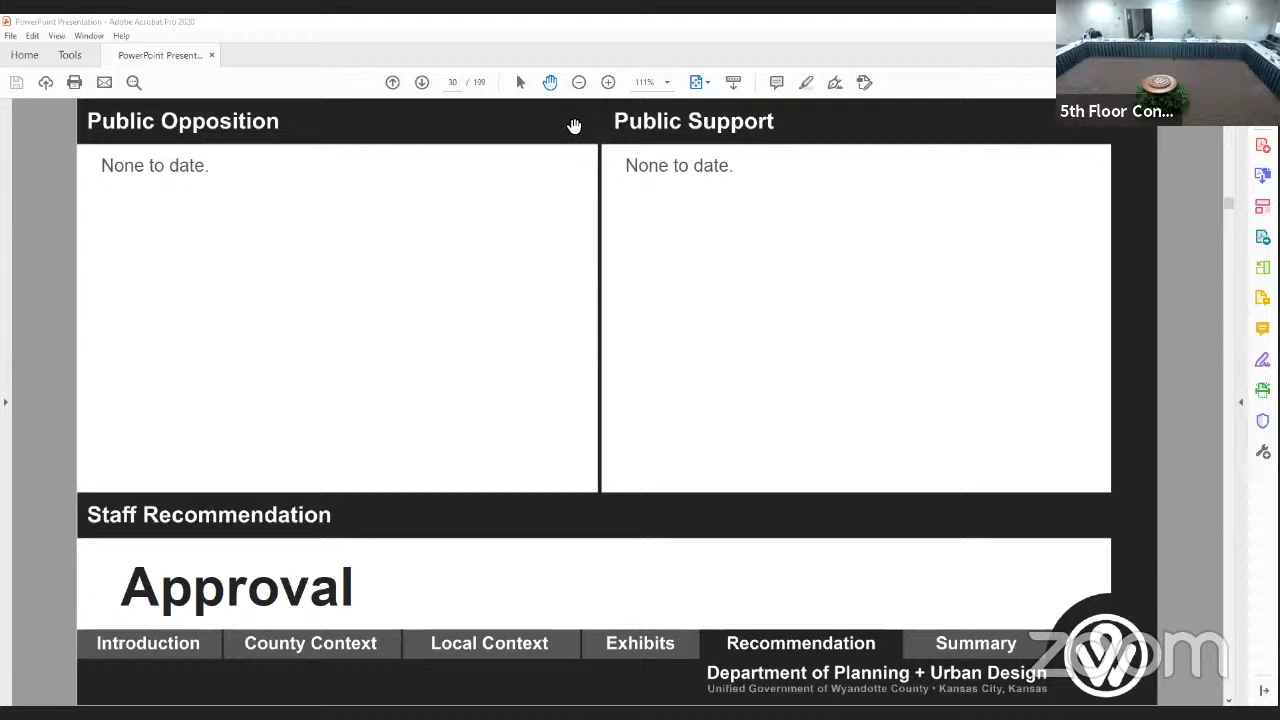 PowerPoint Presentation - Adobe Acrobat Pro 2020
File Edit View Window Help
Home Tools PowerPoint Present... ×
30 / 199 111%
5th Floor Con...
Public Opposition Public Support
None to date. None to date.
Staff Recommendation
Approval
Introduction County Context Local Context Exhibits Recommendation Summary
zoom
Department of Planning + Urban Design
Unified Government of Wyandotte County • Kansas City, Kansas